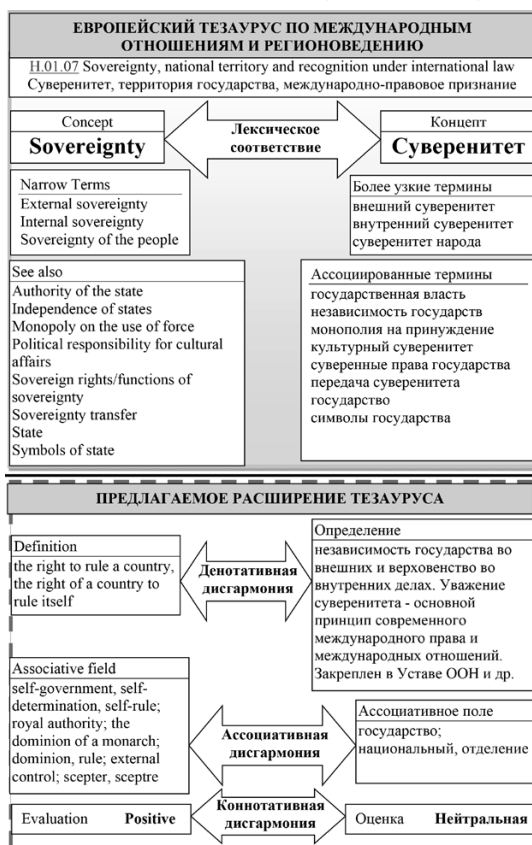 ЕВРОПЕЙСКИЙ ТЕЗАУРУС ПО МЕЖДУНАРОДНЫМ
ОТНОШЕНИЯМ И РЕГИОНОВЕДЕНИЮ
H.01.07 Sovereignty, national territory and recognition under international law
Суверенитет, территория государства, международно-правовое признание
Concept
Sovereignty
Лексическое
соответствие
Концепт
Суверенитет
Narrow Terms
External sovereignty
Internal sovereignty
Sovereignty of the people
Более узкие термины
внешний суверенитет
внутренний суверенитет
суверенитет народа
See also
Authority of the state
Independence of states
Monopoly on the use of force
Political responsibility for cultural
affairs
Sovereign rights/functions of
sovereignty
Sovereignty transfer
State
Symbols of state
Ассоциированные термины
государственная власть
независимость государств
монополия на принуждение
культурный суверенитет
суверенные права государства
передача суверенитета
государство
символы государства
ПРЕДЛАГАЕМОЕ РАСШИРЕНИЕ ТЕЗАУРУСА
Definition
the right to rule a country,
the right of a country to
rule itself
Денотативная
дисгармония
Определение
независимость государства во
внешних и верховенство во
внутренних делах. Уважение
суверенитета - основной
принцип современного
международного права и
международных отношений.
Закреплен в Уставе ООН и др.
Associative field
self-government, self-
determination, self-rule;
royal authority; the
dominion of a monarch;
dominion, rule; external
control; scepter, sceptre
Ассоциативная
дисгармония
Ассоциативное поле
государство;
национальный, отделение
Evaluation Positive
Коннотативная
дисгармония
Оценка Нейтральная